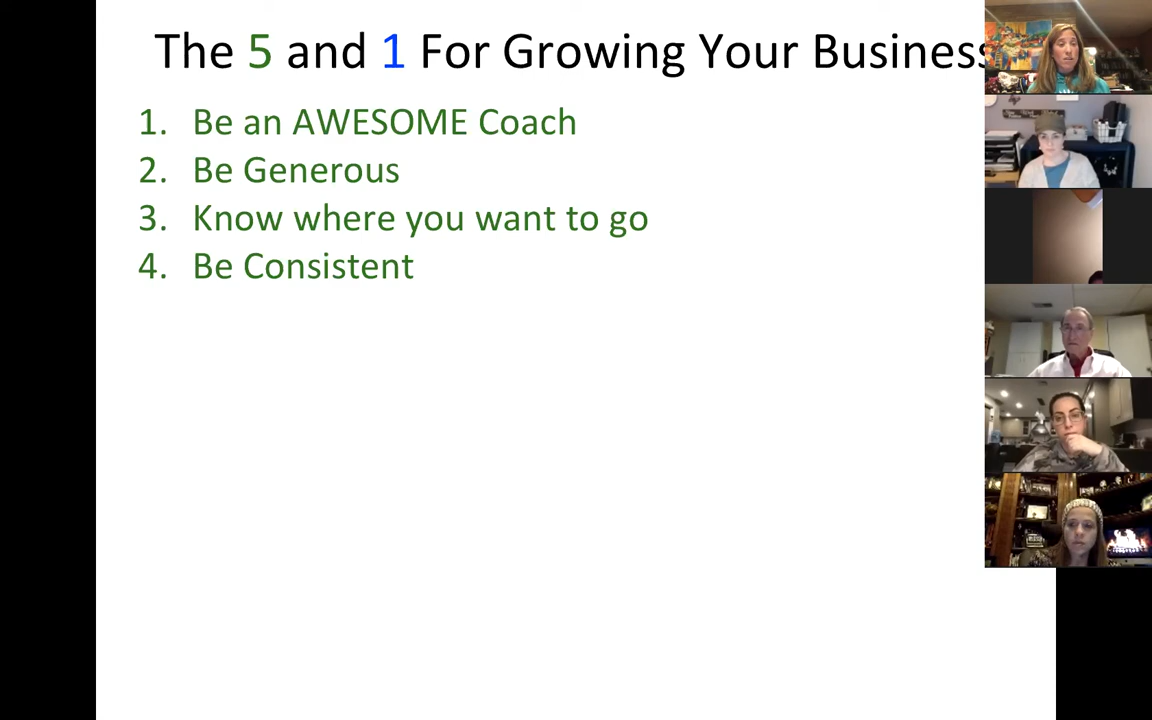 The 5 and 1 For Growing Your Business
1. Be an AWESOME Coach
2. Be Generous
3. Know where you want to go
4. Be Consistent